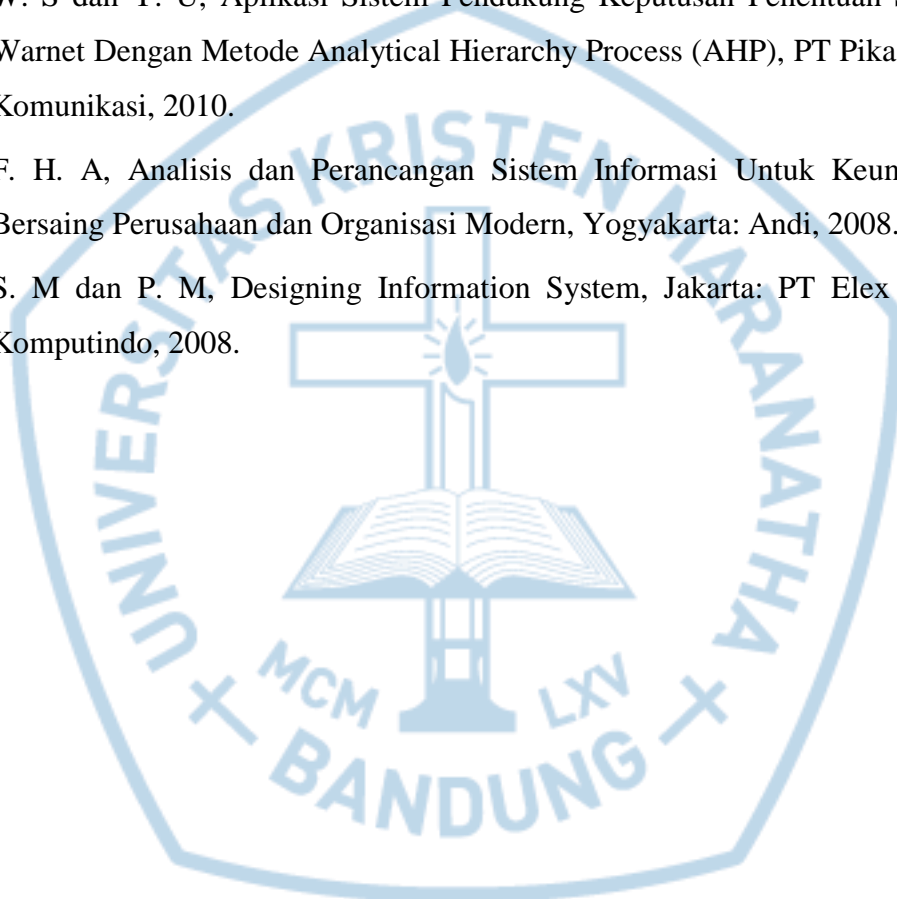 W. S dan T. U, Aplikasi Sistem Pendukung Keputusan Penentuan
Warnet Dengan Metode Analytical Hierarchy Process (AHP), PT Pika
Komunikasi, 2010.
F. H. A, Analisis dan Perancangan Sistem Informasi Untuk Keun
Bersaing Perusahaan dan Organisasi Modern, Yogyakarta: Andi, 2008.
S. M dan P. M, Designing Information System, Jakarta: PT Elex
Komputindo, 2008.
UNIVERSITAS KRISTEN MARANATHA
MCM LXV
BANDUNG